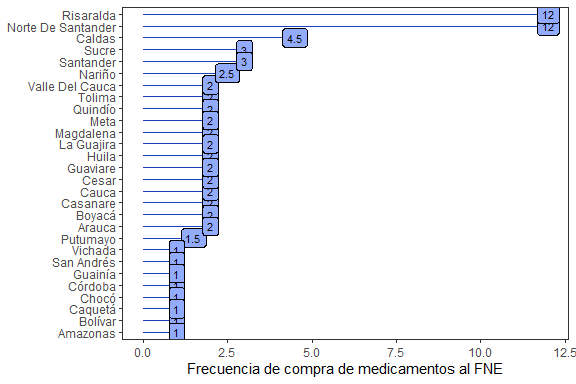 Risaralda 12
Norte De Santander 12
Caldas 4.5
Sucre 3
Santander 3
Nariño 2.5
Valle Del Cauca 2
Tolima 2
Quindío 2
Meta 2
Magdalena 2
La Guajira 2
Huila 2
Guaviare 2
Cesar 2
Cauca 2
Casanare 2
Boyacá 2
Arauca 2
Putumayo 1.5
Vichada 1
San Andrés 1
Guainía 1
Córdoba 1
Chocó 1
Caquetá 1
Bolívar 1
Amazonas 1
0.0 2.5 5.0 7.5 10.0 12.5
Frecuencia de compra de medicamentos al FNE